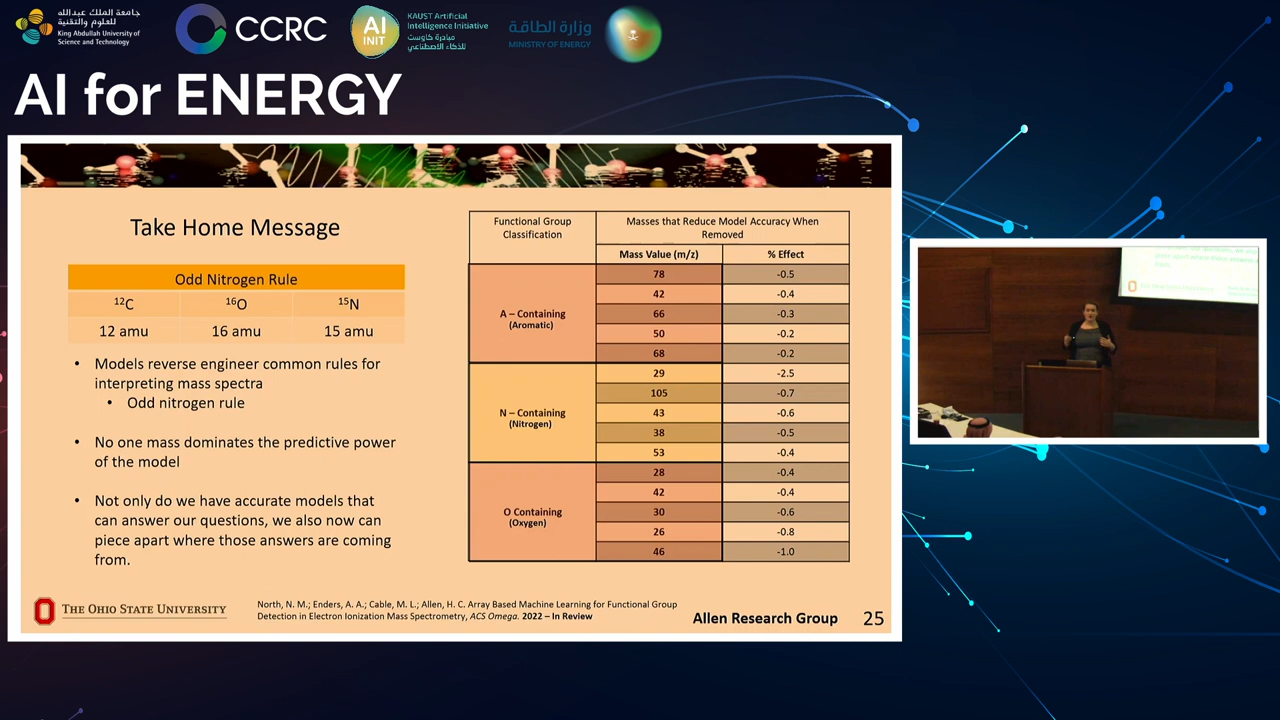 جامعة الملك عبدالله
للعلوم والتقنية
King Abdullah University of
Science and Technology
CCRC
AI
INIT
KAUST Artificial
Intelligence Initiative
مبادرة كاوست
للذكاء الاصطناعي
وزارة الطاقة
MINISTRY OF ENERGY
AI for ENERGY
Take Home Message
Odd Nitrogen Rule
¹²C ¹⁶O ¹⁵N
12 amu 16 amu 15 amu
• Models reverse engineer common rules for
interpreting mass spectra
• Odd nitrogen rule
• No one mass dominates the predictive power
of the model
• Not only do we have accurate models that
can answer our questions, we also now can
piece apart where those answers are coming
from.
Functional Group
Classification
Masses that Reduce Model Accuracy When
Removed
Mass Value (m/z) % Effect
A – Containing
(Aromatic)
78 -0.5
42 -0.4
66 -0.3
50 -0.2
68 -0.2
N – Containing
(Nitrogen)
29 -2.5
105 -0.7
43 -0.6
38 -0.5
53 -0.4
O Containing
(Oxygen)
28 -0.4
42 -0.4
30 -0.6
26 -0.8
46 -1.0
THE OHIO STATE UNIVERSITY
North, N. M.; Enders, A. A.; Cable, M. L.; Allen, H. C. Array Based Machine Learning for Functional Group
Detection in Electron Ionization Mass Spectrometry, ACS Omega. 2022 – In Review
Allen Research Group
25